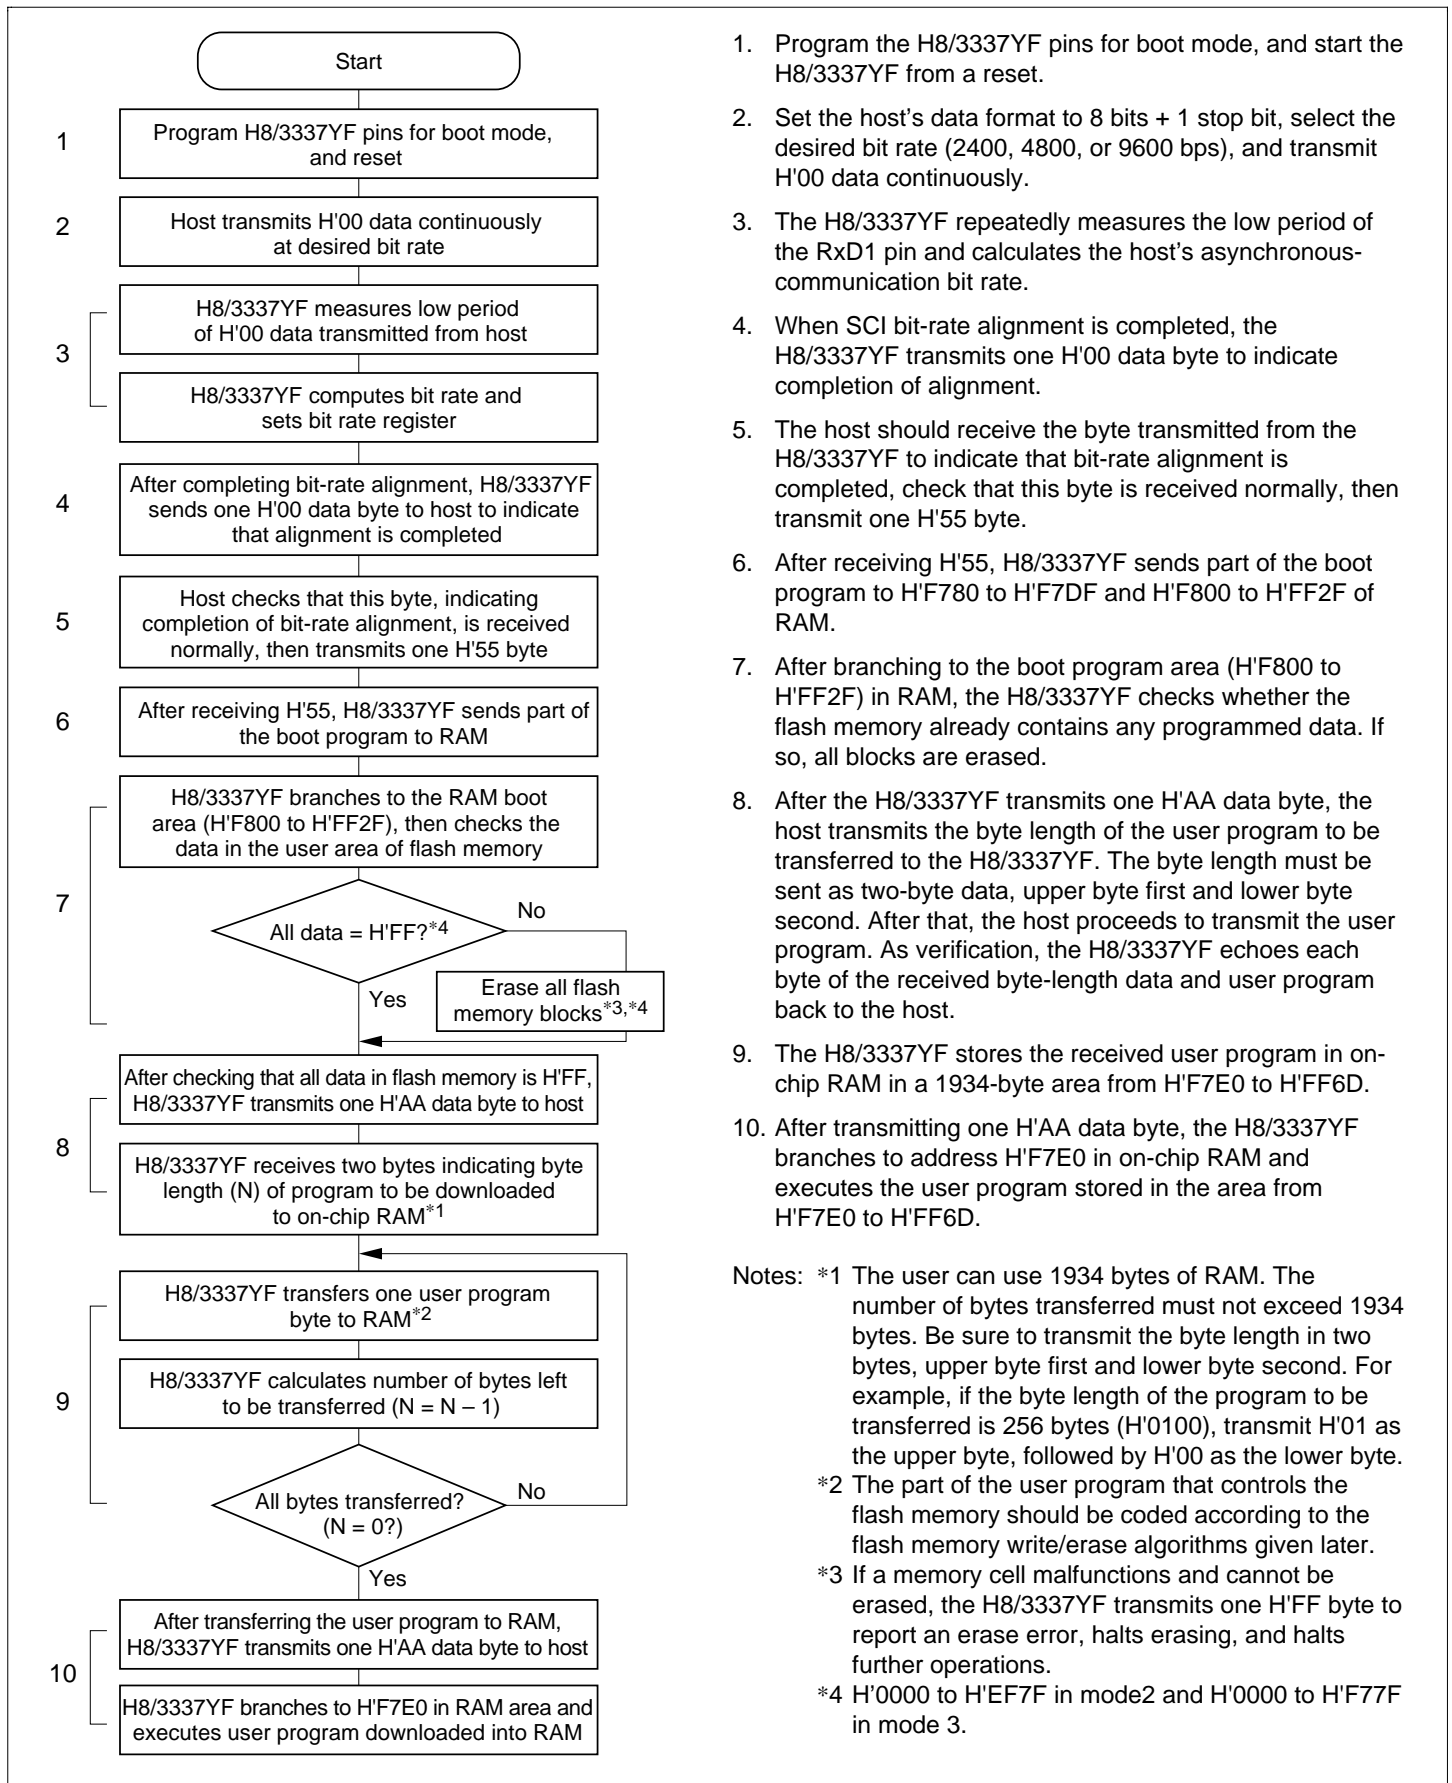 Start
1
Program H8/3337YF pins for boot mode,
and reset
2
Host transmits H'00 data continuously
at desired bit rate
3
H8/3337YF measures low period
of H'00 data transmitted from host
H8/3337YF computes bit rate and
sets bit rate register
4
After completing bit-rate alignment, H8/3337YF
sends one H'00 data byte to host to indicate
that alignment is completed
5
Host checks that this byte, indicating
completion of bit-rate alignment, is received
normally, then transmits one H'55 byte
6
After receiving H'55, H8/3337YF sends part of
the boot program to RAM
7
H8/3337YF branches to the RAM boot
area (H'F800 to H'FF2F), then checks the
data in the user area of flash memory
All data = H'FF?*4
No
Yes
Erase all flash
memory blocks*3,*4
8
After checking that all data in flash memory is H'FF,
H8/3337YF transmits one H'AA data byte to host
H8/3337YF receives two bytes indicating byte
length (N) of program to be downloaded
to on-chip RAM*1
9
H8/3337YF transfers one user program
byte to RAM*2
H8/3337YF calculates number of bytes left
to be transferred (N = N – 1)
All bytes transferred?
(N = 0?)
No
Yes
10
After transferring the user program to RAM,
H8/3337YF transmits one H'AA data byte to host
H8/3337YF branches to H'F7E0 in RAM area and
executes user program downloaded into RAM
1. Program the H8/3337YF pins for boot mode, and start the
H8/3337YF from a reset.
2. Set the host's data format to 8 bits + 1 stop bit, select the
desired bit rate (2400, 4800, or 9600 bps), and transmit
H'00 data continuously.
3. The H8/3337YF repeatedly measures the low period of
the RxD1 pin and calculates the host's asynchronous-
communication bit rate.
4. When SCI bit-rate alignment is completed, the
H8/3337YF transmits one H'00 data byte to indicate
completion of alignment.
5. The host should receive the byte transmitted from the
H8/3337YF to indicate that bit-rate alignment is
completed, check that this byte is received normally, then
transmit one H'55 byte.
6. After receiving H'55, H8/3337YF sends part of the boot
program to H'F780 to H'F7DF and H'F800 to H'FF2F of
RAM.
7. After branching to the boot program area (H'F800 to
H'FF2F) in RAM, the H8/3337YF checks whether the
flash memory already contains any programmed data. If
so, all blocks are erased.
8. After the H8/3337YF transmits one H'AA data byte, the
host transmits the byte length of the user program to be
transferred to the H8/3337YF. The byte length must be
sent as two-byte data, upper byte first and lower byte
second. After that, the host proceeds to transmit the user
program. As verification, the H8/3337YF echoes each
byte of the received byte-length data and user program
back to the host.
9. The H8/3337YF stores the received user program in on-
chip RAM in a 1934-byte area from H'F7E0 to H'FF6D.
10. After transmitting one H'AA data byte, the H8/3337YF
branches to address H'F7E0 in on-chip RAM and
executes the user program stored in the area from
H'F7E0 to H'FF6D.
Notes: *1 The user can use 1934 bytes of RAM. The
number of bytes transferred must not exceed 1934
bytes. Be sure to transmit the byte length in two
bytes, upper byte first and lower byte second. For
example, if the byte length of the program to be
transferred is 256 bytes (H'0100), transmit H'01 as
the upper byte, followed by H'00 as the lower byte.
*2 The part of the user program that controls the
flash memory should be coded according to the
flash memory write/erase algorithms given later.
*3 If a memory cell malfunctions and cannot be
erased, the H8/3337YF transmits one H'FF byte to
report an erase error, halts erasing, and halts
further operations.
*4 H'0000 to H'EF7F in mode2 and H'0000 to H'F77F
in mode 3.